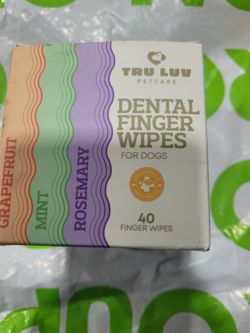 TRU LUV
PETCARE
DENTAL
FINGER
WIPES
FOR DOGS
40
FINGER WIPES
GRAPEFRUIT
MINT
ROSEMARY